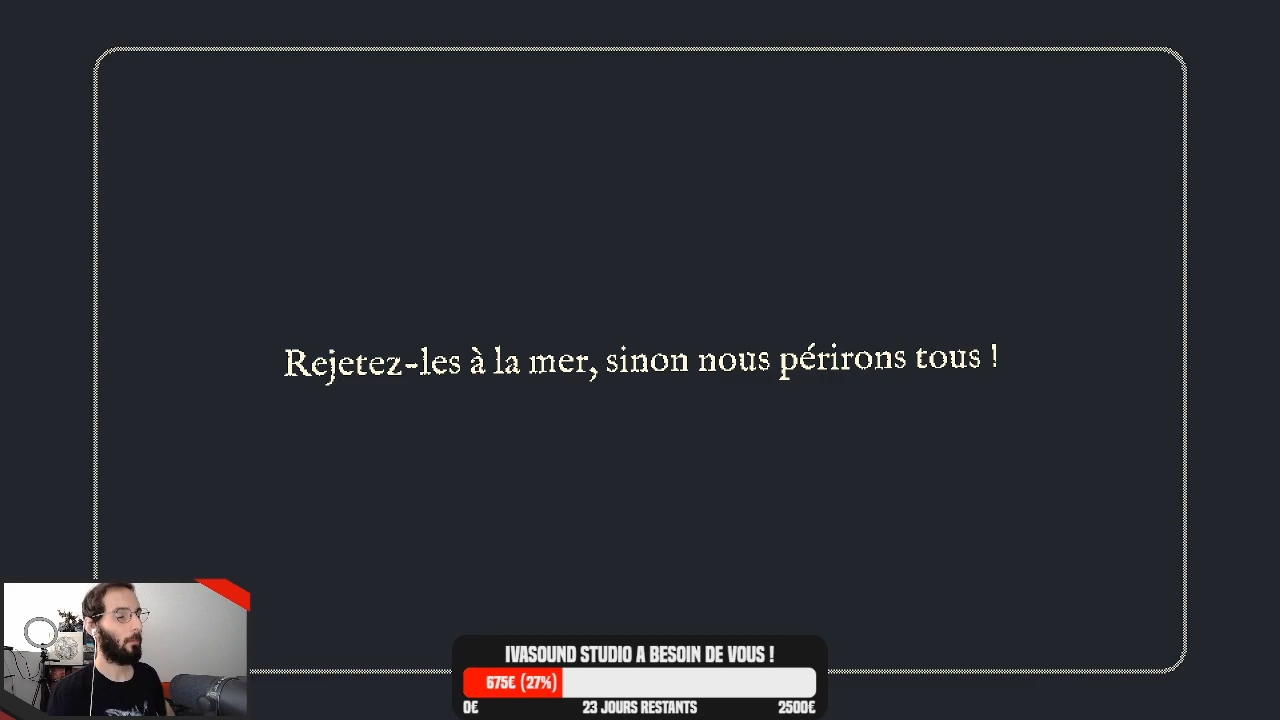 Rejetez-les à la mer, sinon nous périrons tous !
IVASOUND STUDIO A BESOIN DE VOUS !
675€ (27%)
0€ 23 JOURS RESTANTS 2500€